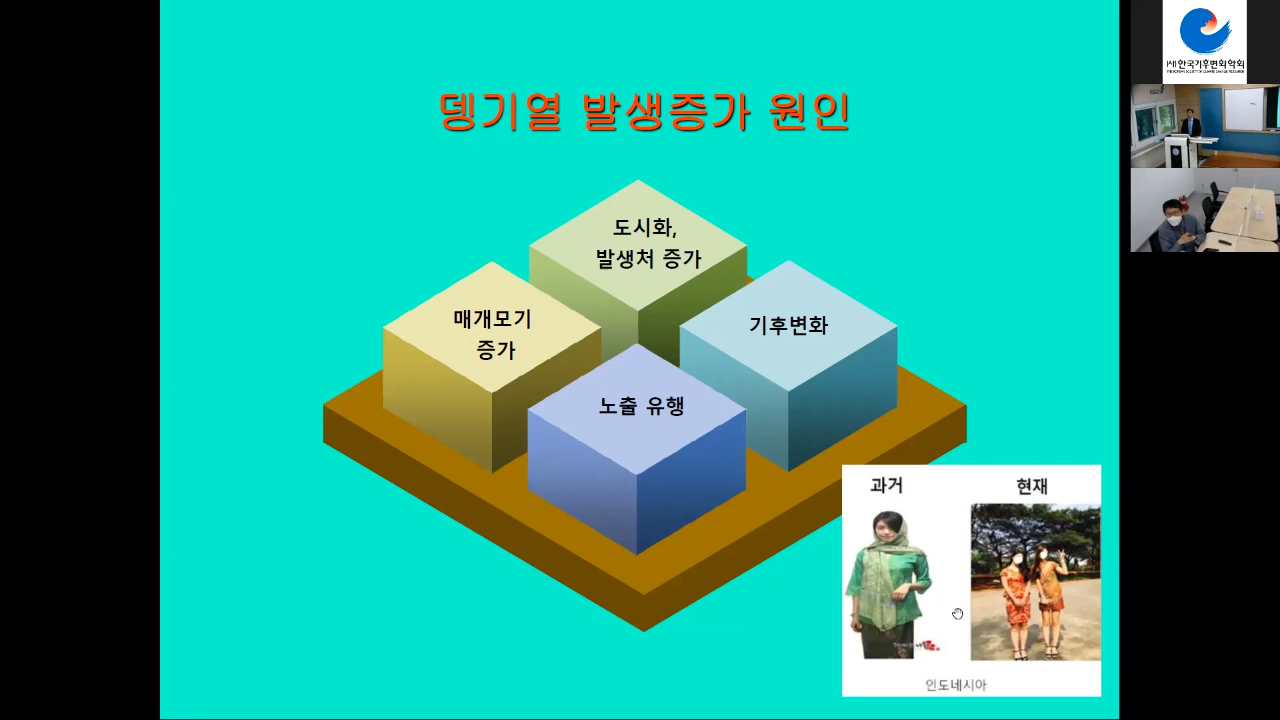 뎅기열 발생증가 원인
도시화,
발생처 증가
매개모기
증가
기후변화
노출 유행
과거
현재
인도네시아
(사)한국기후변화학회